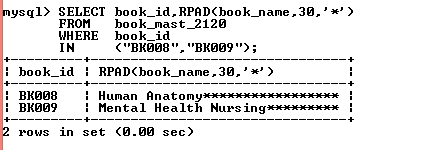 mysql> SELECT book_id,RPAD(book_name,30,'*')
FROM book_mast_2120
WHERE book_id
IN ("BK008","BK009");
+---------+--------------------------------+
| book_id | RPAD(book_name,30,'*') |
+---------+--------------------------------+
| BK008 | Human Anatomy***************** |
| BK009 | Mental Health Nursing********* |
+---------+--------------------------------+
2 rows in set (0.00 sec)